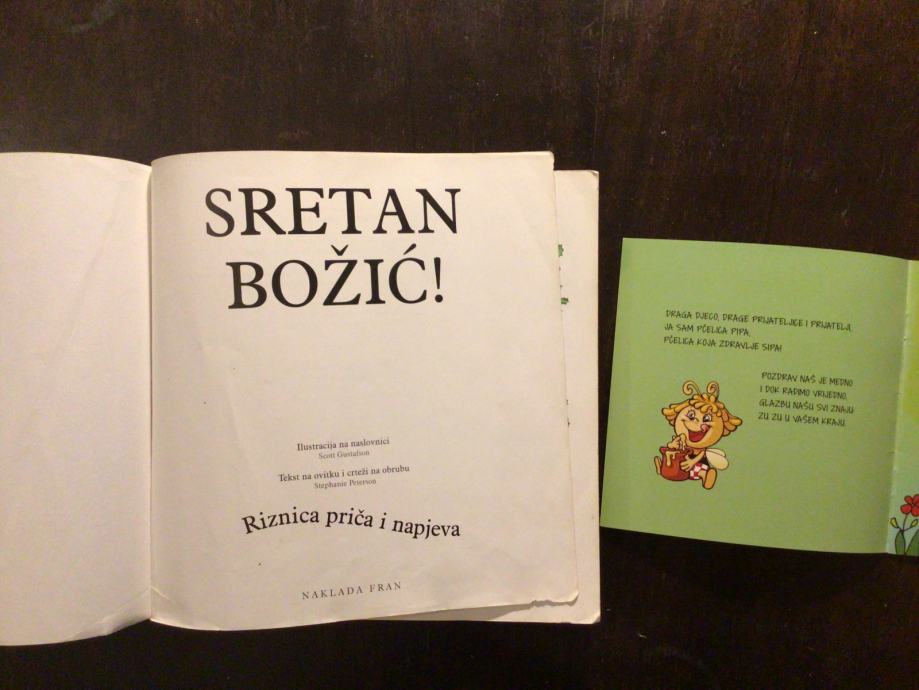 SRETAN
BOŽIĆ!
Ilustracija na naslovnici
Scott Gustafson
Tekst na ovitku i crteži na obrubu
Stephanie Peterson
Riznica priča i napjeva
NAKLADA FRAN
DRAGA DJECO, DRAGE PRIJATELJICE I PRIJATELJI,
JA SAM PČELICA PIPA,
PČELICA KOJA ZDRAVLJE SIPA!
POZDRAV NAŠ JE MEDNO
I DOK RADIMO VRIJEDNO,
GLAZBU NAŠU SVI ZNAJU:
ZU ZU U VAŠEM KRAJU.